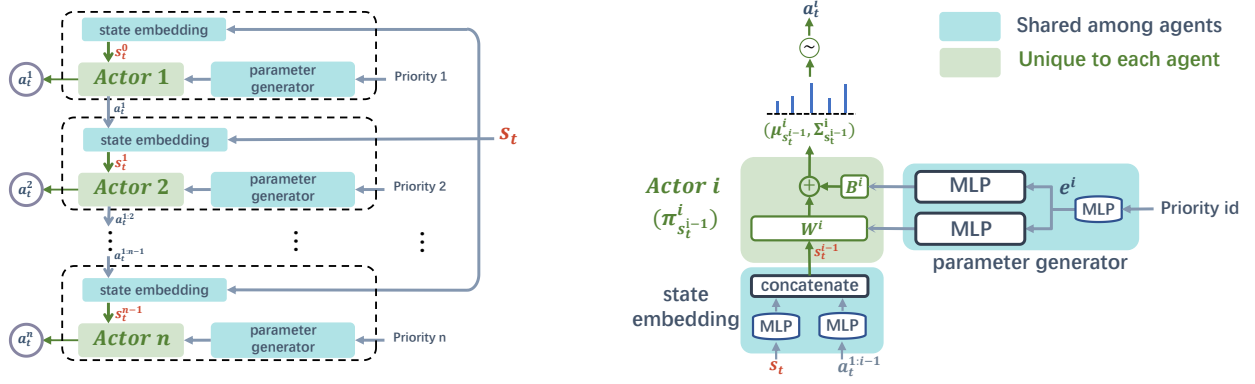 state embedding
s_t^0
a_t^1
Actor 1
parameter
generator
Priority 1
a_t^1
state embedding
s_t
s_t^1
a_t^2
Actor 2
parameter
generator
Priority 2
a_t^{1:2}
a_t^{1:n-1}
state embedding
s_t^{n-1}
a_t^n
Actor n
parameter
generator
Priority n
a_t^i
~
(μ_{s_t^{i-1}}^i, Σ_{s_t^{i-1}}^i)
Shared among agents
Unique to each agent
Actor i
(π_{s_t^{i-1}}^i)
+
B^i
W^i
s_t^{i-1}
MLP
MLP
e^i
MLP
Priority id
parameter generator
state
embedding
concatenate
MLP
MLP
s_t
a_t^{1:i-1}